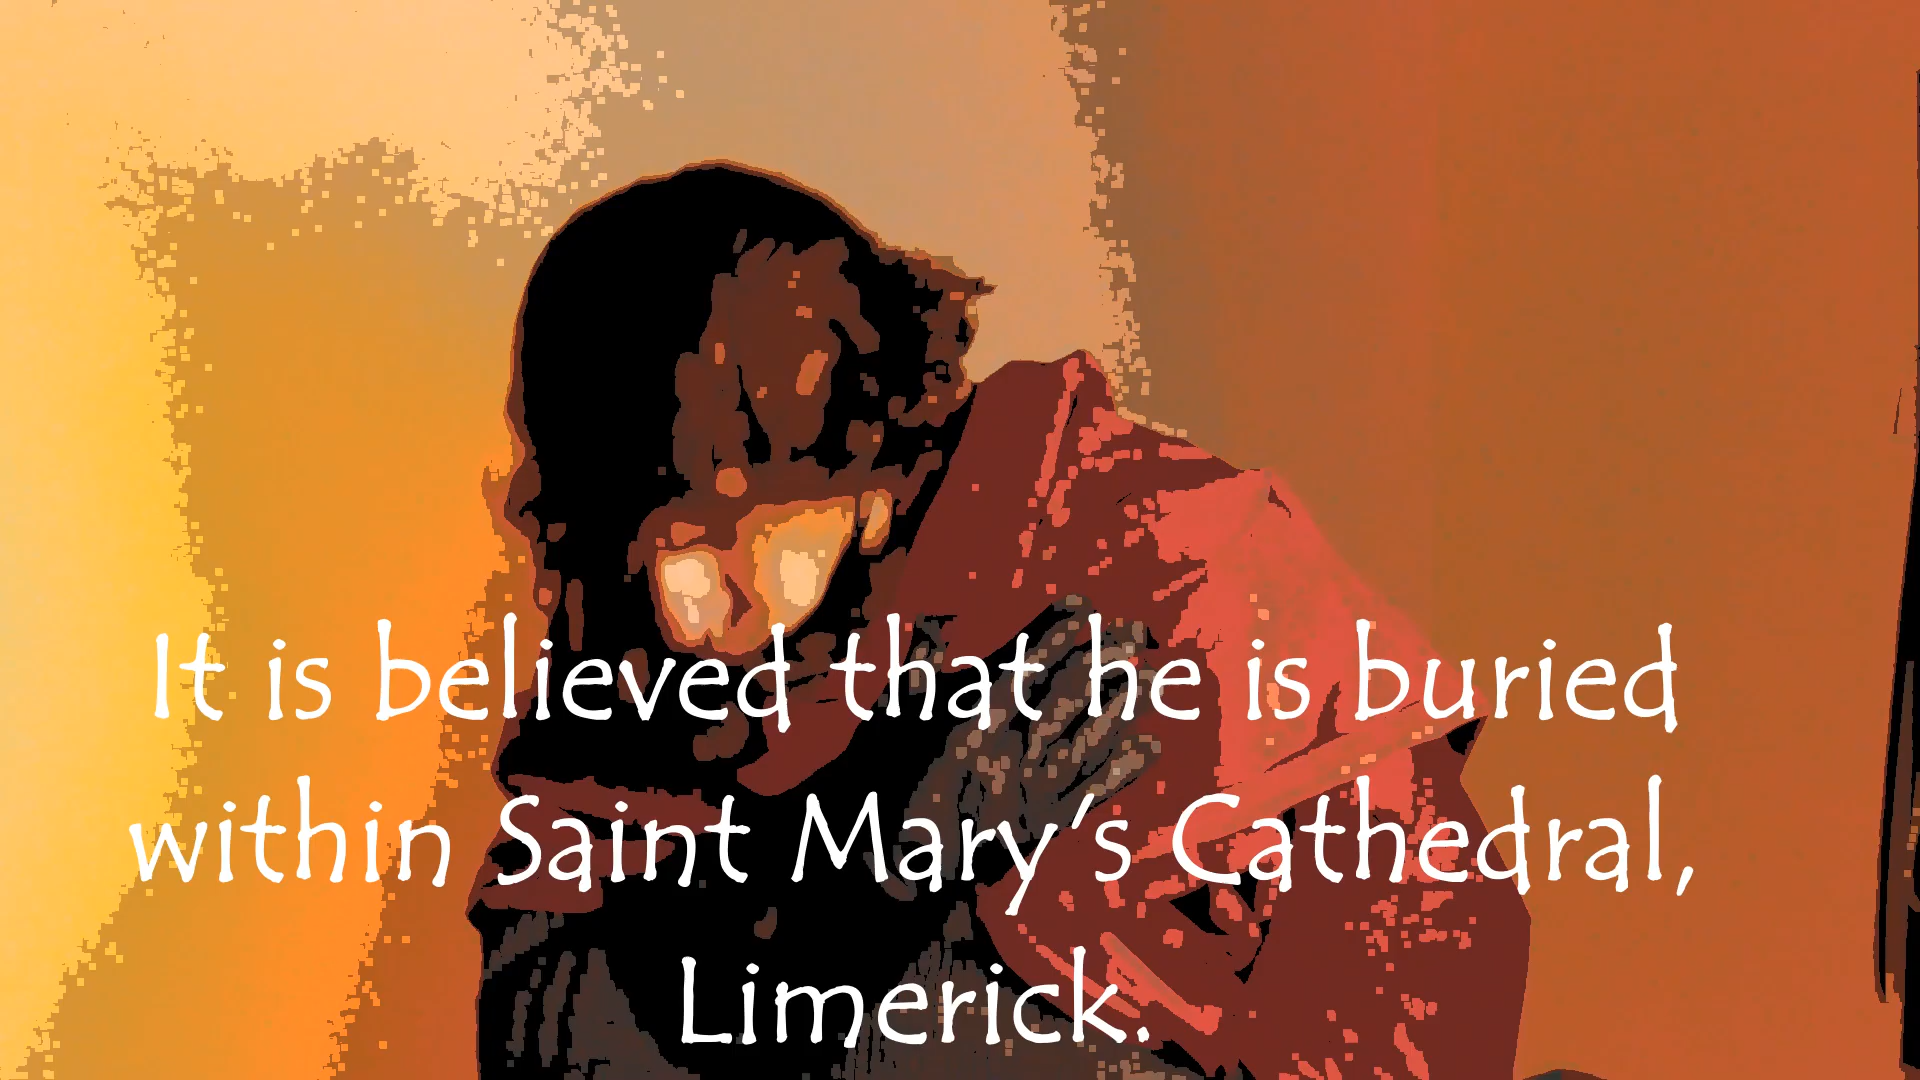 It is believed that he is buried
within Saint Mary’s Cathedral,
Limerick.